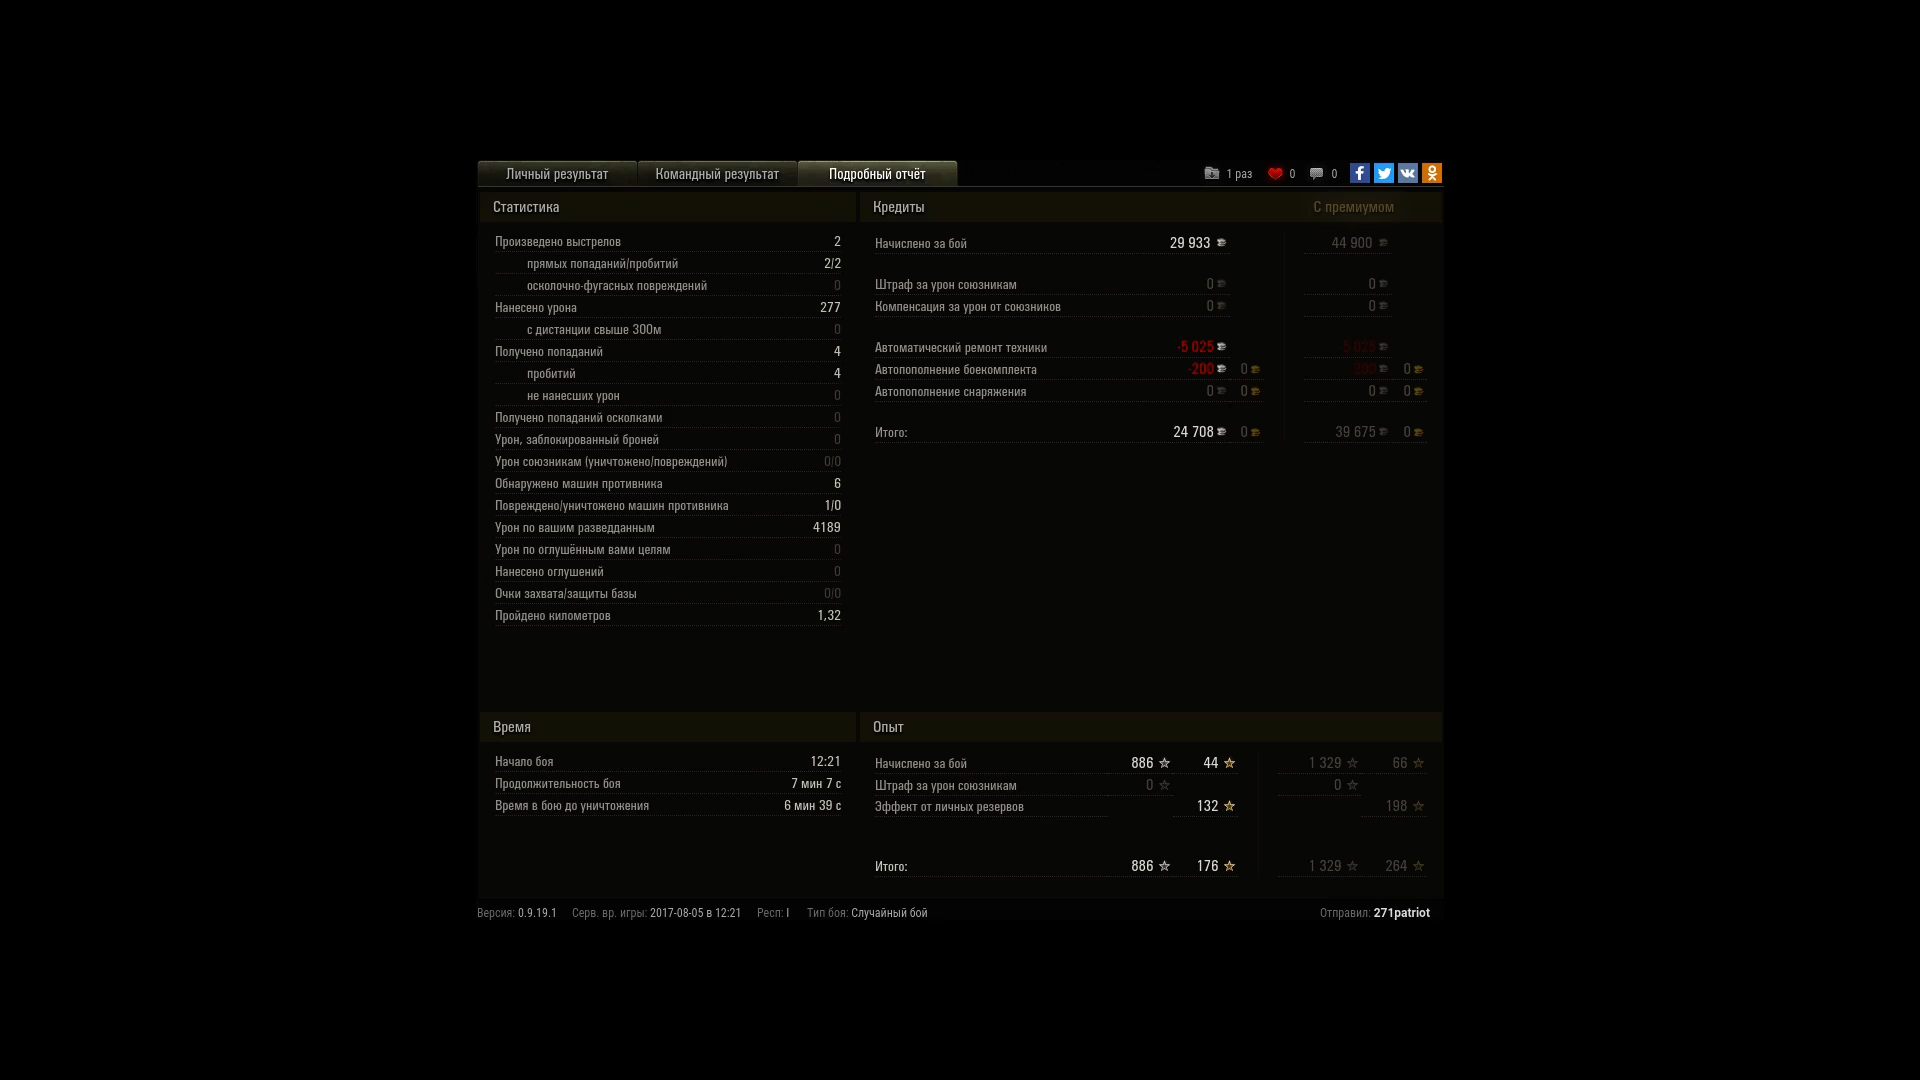 Личный результат Командный результат Подробный отчёт 1 раз 0 0
Статистика
Произведено выстрелов 2
прямых попаданий/пробитий 2/2
осколочно-фугасных повреждений 0
Нанесено урона 277
с дистанции свыше 300м 0
Получено попаданий 4
пробитий 4
не нанесших урон 0
Получено попаданий осколками 0
Урон, заблокированный броней 0
Урон союзникам (уничтожено/повреждений) 0/0
Обнаружено машин противника 6
Повреждено/уничтожено машин противника 1/0
Урон по вашим разведданным 4189
Урон по оглушённым вами целям 0
Нанесено оглушений 0
Очки захвата/защиты базы 0/0
Пройдено километров 1,32
Кредиты С премиумом
Начислено за бой 29 933 44 900
Штраф за урон союзникам 0 0
Компенсация за урон от союзников 0 0
Автоматический ремонт техники -5 025 -5 025
Автопополнение боекомплекта -200 0 -200 0
Автопополнение снаряжения 0 0 0 0
Итого: 24 708 0 39 675 0
Время
Начало боя 12:21
Продолжительность боя 7 мин 7 с
Время в бою до уничтожения 6 мин 39 с
Опыт
Начислено за бой 886 44 1 329 66
Штраф за урон союзникам 0 0
Эффект от личных резервов 132 198
Итого: 886 176 1 329 264
Версия: 0.9.19.1 Серв. вр. игры: 2017-08-05 в 12:21 Респ: I Тип боя: Случайный бой Отправил: 271patriot